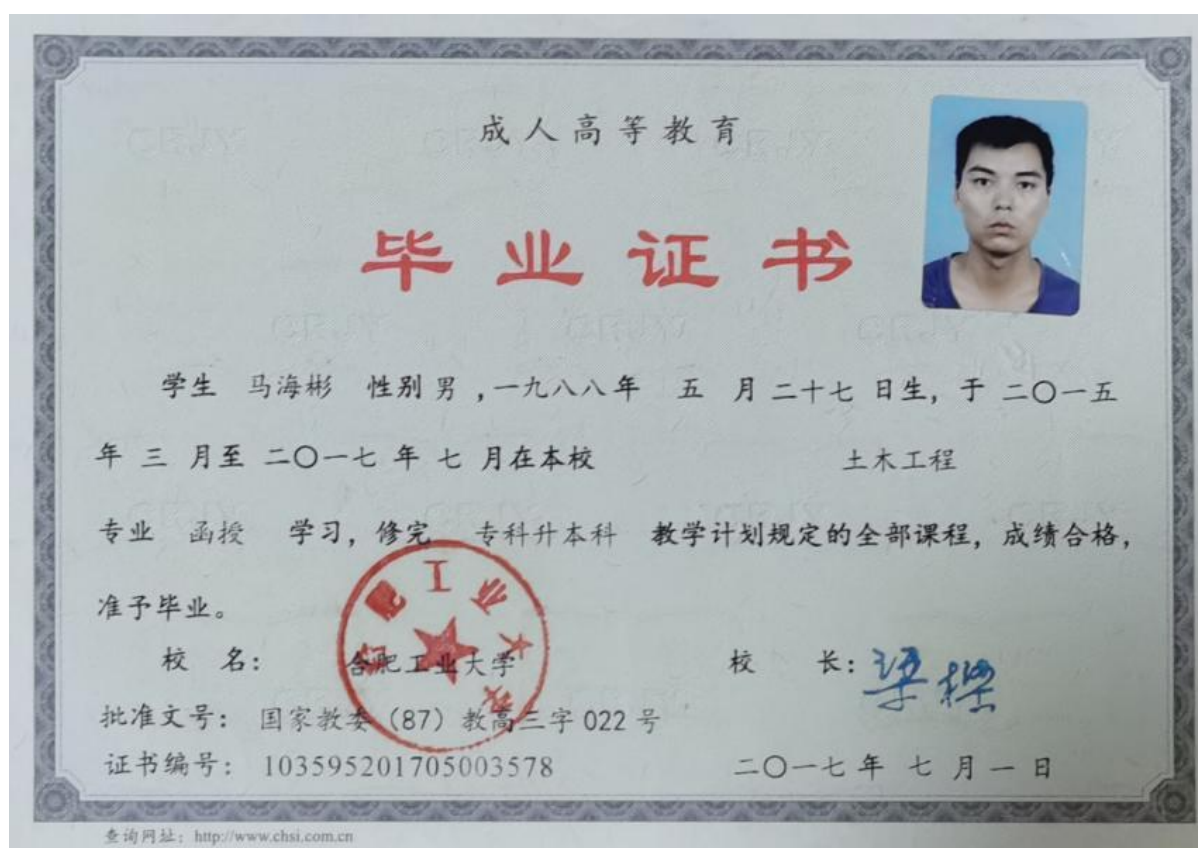 成人高等教育
毕业证书
学生 马海彬 性别 男 ,一九八八年 五 月 二十七 日生, 于 二〇一五
年 三 月至 二〇一七 年 七 月在本校 土木工程
专业 函授 学习, 修完 专科升本科 教学计划规定的全部课程, 成绩合格,
准予毕业。
校 名: 合肥工业大学 校 长: 梁樑
批准文号: 国家教委 (87) 教高三字 022 号
证书编号: 103595201705003578 二〇一七 年 七 月 一 日
查询网址: http://www.chsi.com.cn